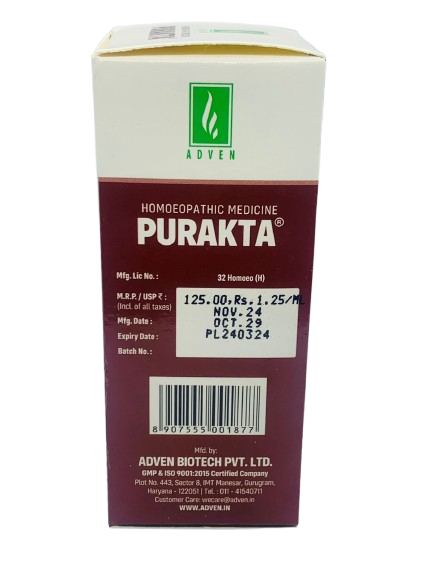 ADVEN
HOMOEOPATHIC MEDICINE
PURAKTA®
Mfg. Lic No. : 32 Homoeo (H)
M.R.P. / USP ₹ : 125.00,Rs.1.25/ML
(Incl. of all taxes)
Mfg. Date : NOV.24
Expiry Date : OCT.29
Batch No. : PL240324
8 907555 001877
Mfd. by:
ADVEN BIOTECH PVT. LTD.
GMP & ISO 9001:2015 Certified Company
Plot No. 443, Sector 8, IMT Manesar, Gurugram,
Haryana - 122051 | Tel. : 011 - 41540711
Customer Care: wecare@adven.in
WWW.ADVEN.IN